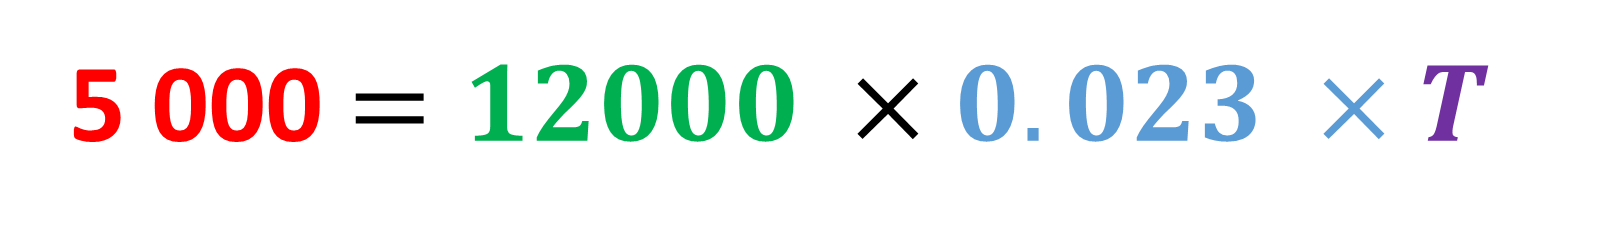 5 000 = 12000 × 0.023 × T